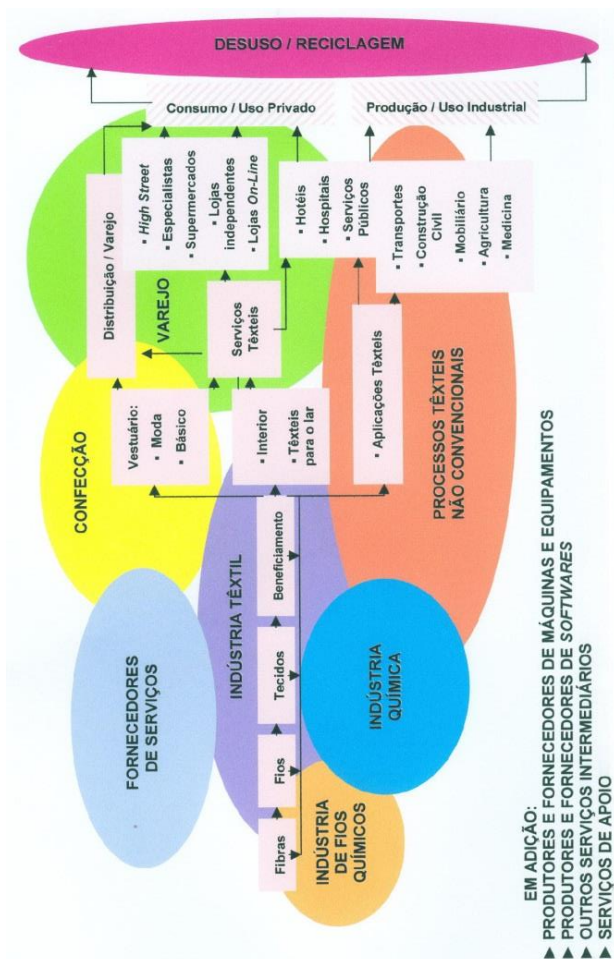 DESUSO / RECICLAGEM
Consumo / Uso Privado
Produção / Uso Industrial
Distribuição / Varejo
▪ High Street
▪ Especialistas
▪ Supermercados
▪ Lojas
independentes
▪ Lojas On-Line
▪ Hotéis
▪ Hospitais
▪ Serviços
Públicos
▪ Transportes
▪ Construção
Civil
▪ Mobiliário
▪ Agricultura
▪ Medicina
VAREJO
Serviços
Têxteis
CONFECÇÃO
Vestuário:
▪ Moda
▪ Básico
▪ Interior
▪ Têxteis
para o lar
▪ Aplicações Têxteis
PROCESSOS TÊXTEIS
NÃO CONVENCIONAIS
FORNECEDORES
DE SERVIÇOS
INDÚSTRIA TÊXTIL
Fibras
Fios
Tecidos
Beneficiamento
INDÚSTRIA
DE FIOS
QUÍMICOS
INDÚSTRIA
QUÍMICA
EM ADIÇÃO:
▲ PRODUTORES E FORNECEDORES DE MÁQUINAS E EQUIPAMENTOS
▲ PRODUTORES E FORNECEDORES DE SOFTWARES
▲ OUTROS SERVIÇOS INTERMEDIÁRIOS
▲ SERVIÇOS DE APOIO